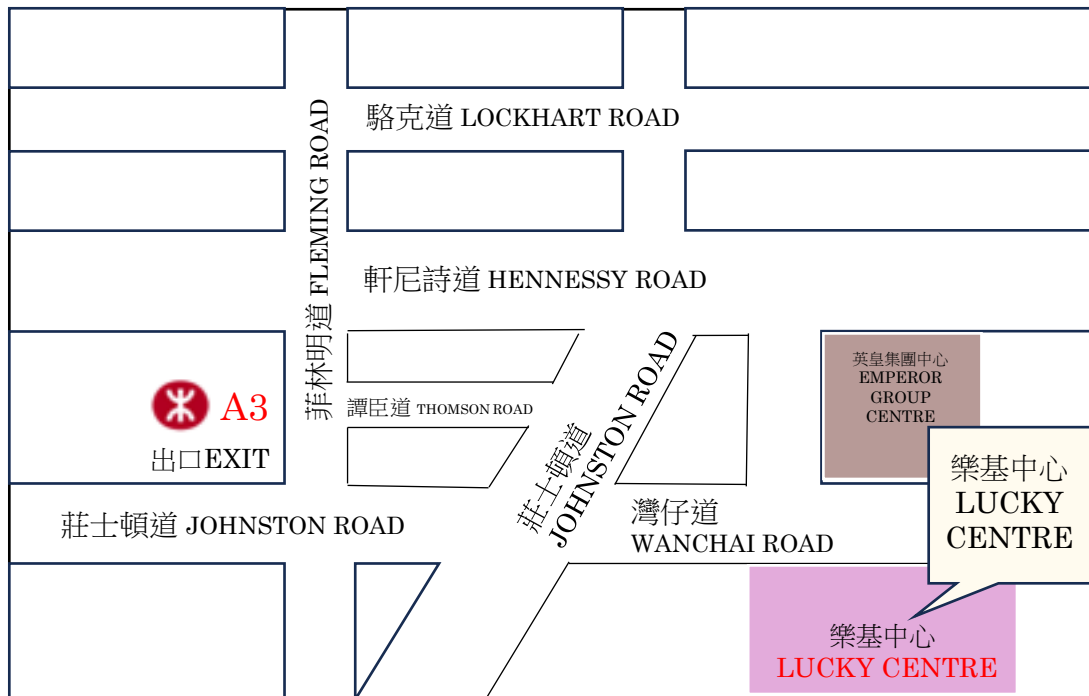 駱克道 LOCKHART ROAD
菲林明道 FLEMING ROAD
軒尼詩道 HENNESSY ROAD
英皇集團中心
EMPEROR
GROUP
CENTRE
A3
出口EXIT
譚臣道 THOMSON ROAD
莊士頓道
JOHNSTON ROAD
樂基中心
LUCKY
CENTRE
莊士頓道 JOHNSTON ROAD
灣仔道
WANCHAI ROAD
樂基中心
LUCKY CENTRE